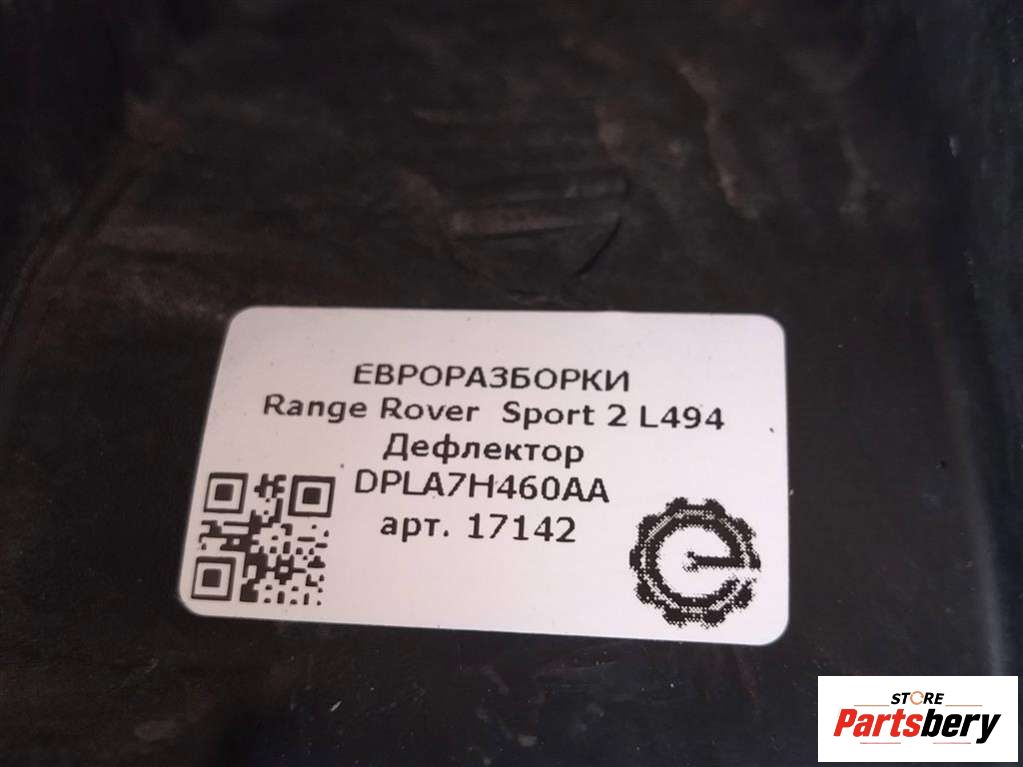 ЕВРОРАЗБОРКИ
Range Rover Sport 2 L494
Дефлектор
DPLA7H460AA
арт. 17142
STORE
Partsbery